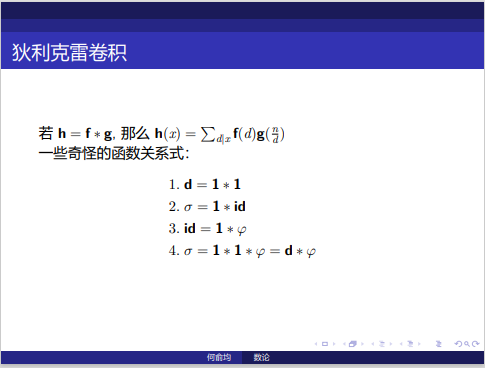 狄利克雷卷积
若 h = f ∗ g, 那么 h(x) = ∑_{d|x} f(d)g(n/d)
一些奇怪的函数关系式：
1. d = 1 ∗ 1
2. σ = 1 ∗ id
3. id = 1 ∗ φ
4. σ = 1 ∗ 1 ∗ φ = d ∗ φ
何俞均 数论